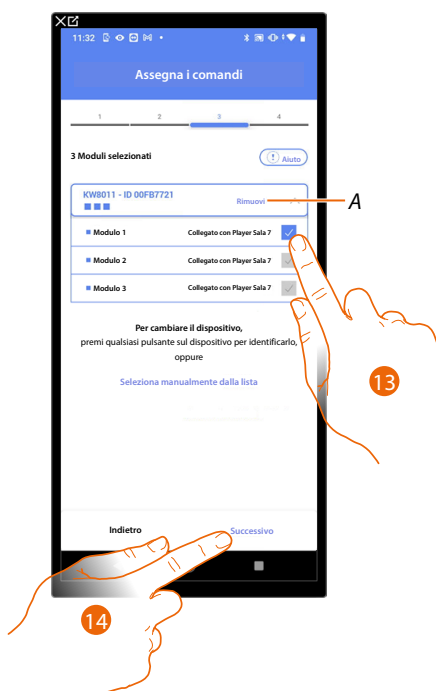 11:32
Assegna i comandi
1 2 3 4
3 Moduli selezionati
! Aiuto
KW8011 - ID 00FB7721
Rimuovi
A
Modulo 1 Collegato con Player Sala 7
Modulo 2 Collegato con Player Sala 7
Modulo 3 Collegato con Player Sala 7
Per cambiare il dispositivo,
premi qualsiasi pulsante sul dispositivo per identificarlo,
oppure
Seleziona manualmente dalla lista
13
Indietro Successivo
14